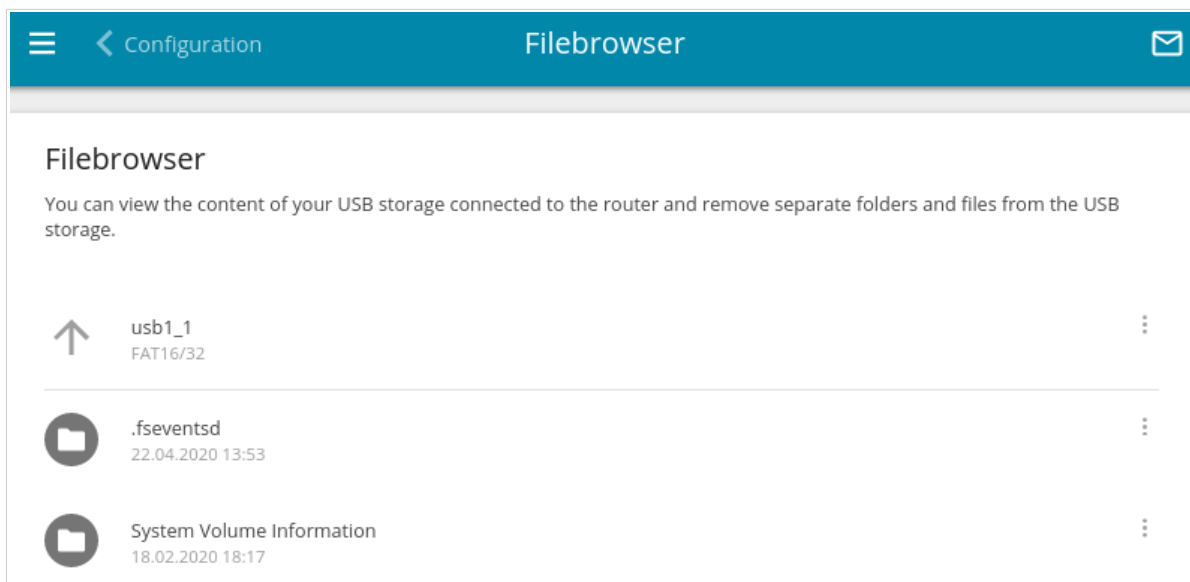 Configuration
Filebrowser
Filebrowser
You can view the content of your USB storage connected to the router and remove separate folders and files from the USB
storage.
usb1_1
FAT16/32
.fseventsd
22.04.2020 13:53
System Volume Information
18.02.2020 18:17